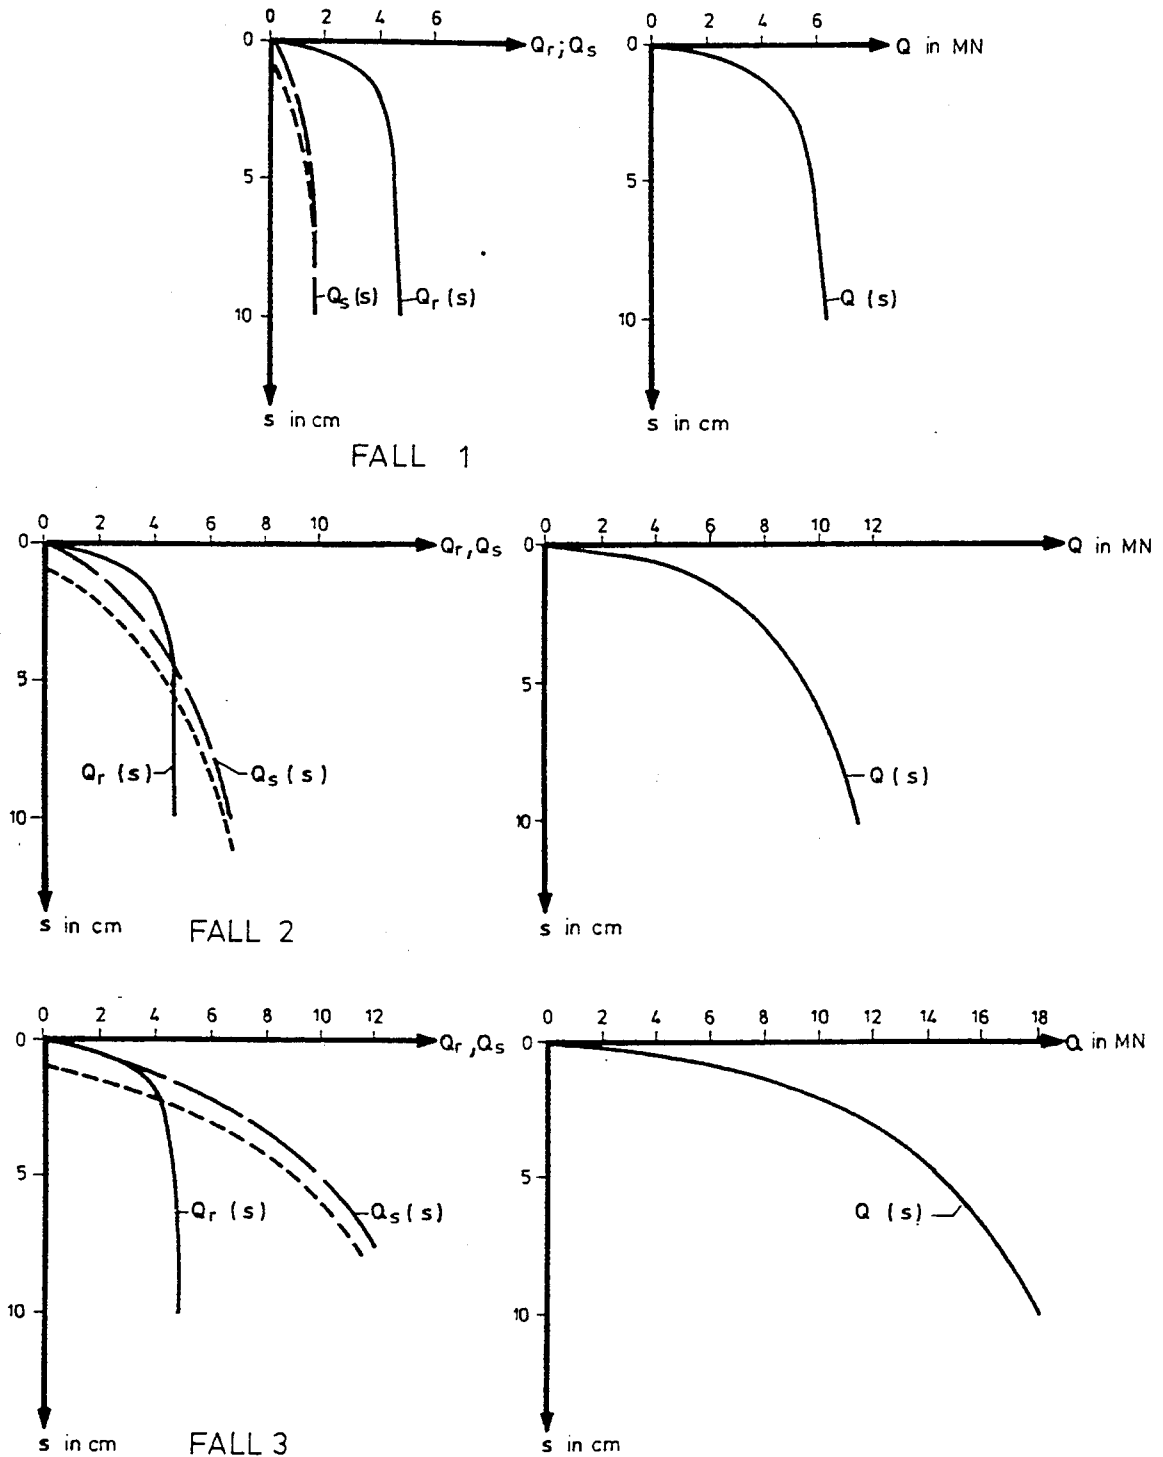 0 2 4 6
Qr; Qs
0
5
10
Qs (s)
Qr (s)
s in cm
0 2 4 6
Q in MN
0
5
10
Q (s)
s in cm
FALL 1
0 2 4 6 8 10
Qr, Qs
0
5
10
Qr (s)
Qs (s)
s in cm
FALL 2
0 2 4 6 8 10 12
Q in MN
0
5
10
Q (s)
s in cm
0 2 4 6 8 10 12
Qr, Qs
0
5
10
Qr (s)
Qs (s)
s in cm
FALL 3
0 2 4 6 8 10 12 14 16 18
Q in MN
0
5
10
Q (s)
s in cm